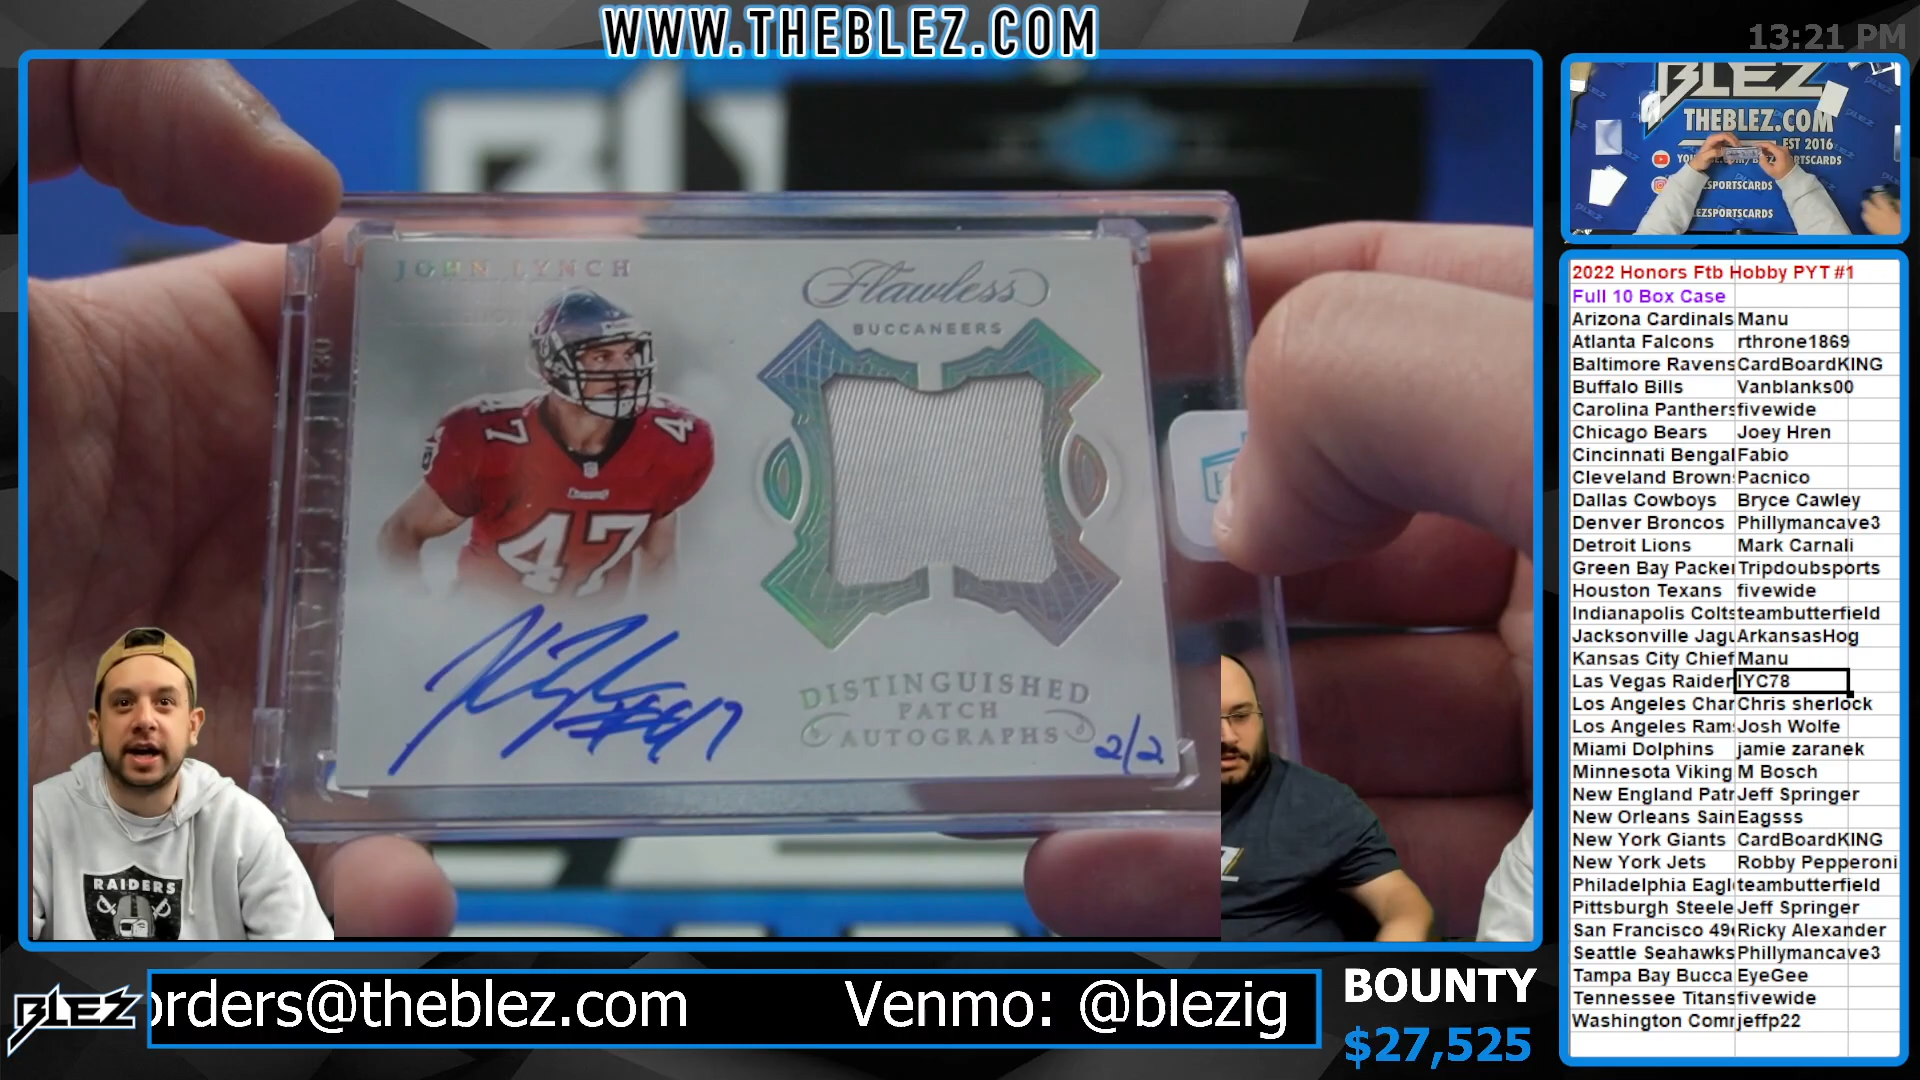 WWW.THEBLEZ.COM
13:21 PM
JOHN LYNCH
Flawless
BUCCANEERS
47
47
47
#47
DISTINGUISHED
PATCH
AUTOGRAPHS
2/2
RAIDERS
BLEZ
THEBLEZ.COM
EST 2016
2022 Honors Ftb Hobby PYT #1
Full 10 Box Case
Arizona Cardinals Manu
Atlanta Falcons rthrone1869
Baltimore Ravens CardBoardKING
Buffalo Bills Vanblanks00
Carolina Panthers fivewide
Chicago Bears Joey Hren
Cincinnati Bengal Fabio
Cleveland Brown Pacnico
Dallas Cowboys Bryce Cawley
Denver Broncos Phillymancave3
Detroit Lions Mark Carnali
Green Bay Packer Tripdoubsports
Houston Texans fivewide
Indianapolis Colts teambutterfield
Jacksonville Jagu ArkansasHog
Kansas City Chief Manu
Las Vegas Raider IYC78
Los Angeles Char Chris sherlock
Los Angeles Ram Josh Wolfe
Miami Dolphins jamie zaranek
Minnesota Viking M Bosch
New England Patr Jeff Springer
New Orleans Sain Eagsss
New York Giants CardBoardKING
New York Jets Robby Pepperoni
Philadelphia Eagl teambutterfield
Pittsburgh Steele Jeff Springer
San Francisco 49 Ricky Alexander
Seattle Seahawks Phillymancave3
Tampa Bay Bucca EyeGee
Tennessee Titans fivewide
Washington Comr jeffp22
BLEZ
orders@theblez.com Venmo: @blezig
BOUNTY
$27,525